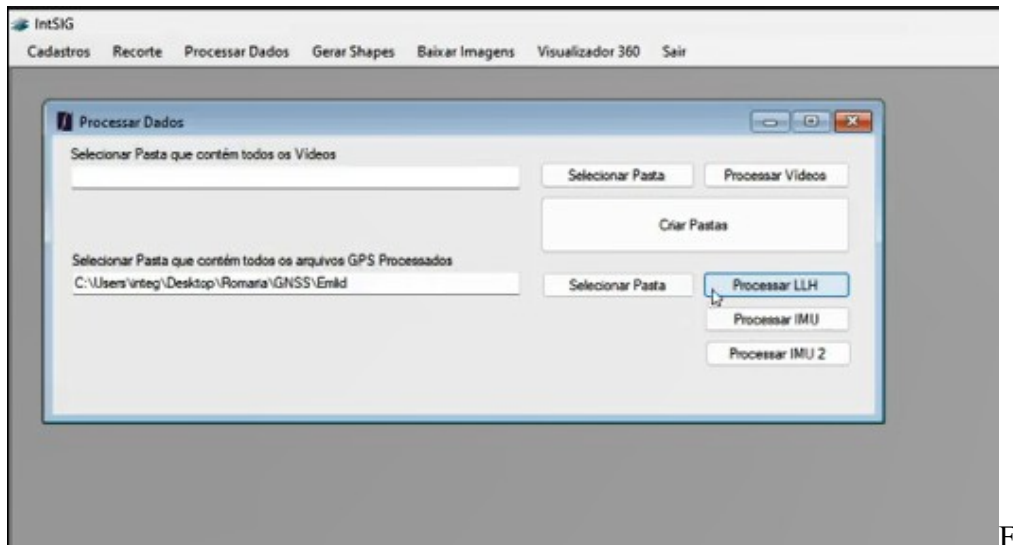 IntSIG
Cadastros Recorte Processar Dados Gerar Shapes Baixar Imagens Visualizador 360 Sair
Processar Dados
Selecionar Pasta que contém todos os Vídeos
Selecionar Pasta Processar Vídeos
Criar Pastas
Selecionar Pasta que contém todos os arquivos GPS Processados
C:\Users\integ\Desktop\Romaria\GNSS\Emlid Selecionar Pasta Processar LLH
Processar IMU
Processar IMU 2